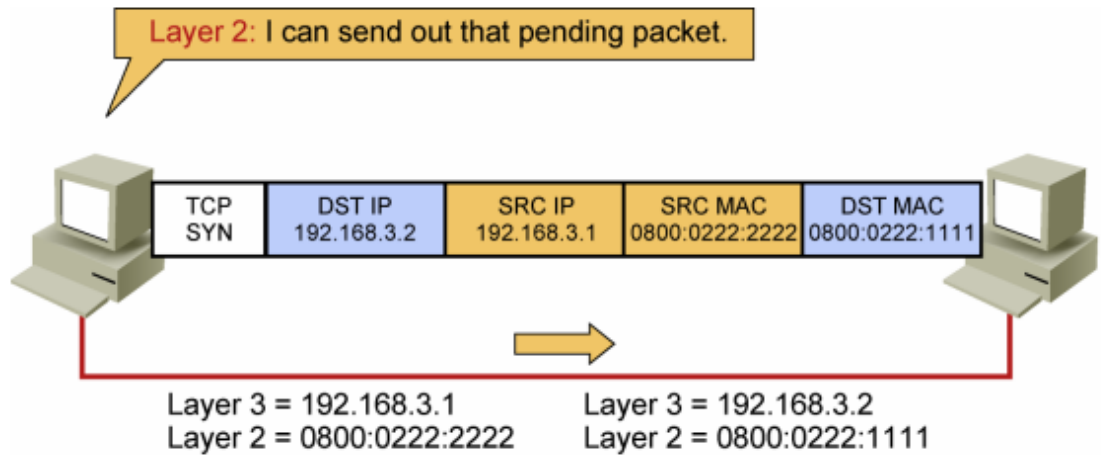 Layer 2: I can send out that pending packet.
TCP
SYN
DST IP
192.168.3.2
SRC IP
192.168.3.1
SRC MAC
0800:0222:2222
DST MAC
0800:0222:1111
Layer 3 = 192.168.3.1
Layer 2 = 0800:0222:2222
Layer 3 = 192.168.3.2
Layer 2 = 0800:0222:1111